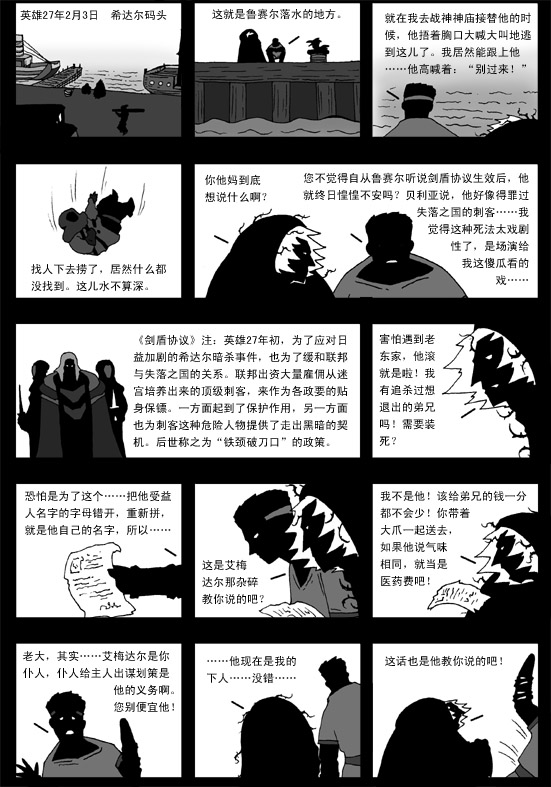 英雄27年2月3日　希达尔码头
这就是鲁赛尔落水的地方。
就在我去战神神庙接替他的时
候，他捂着胸口大喊大叫地逃
到这儿了。我居然能跟上他
……他高喊着：“别过来！”
找人下去捞了，居然什么都
没找到。这儿水不算深。
你他妈到底
想说什么啊？
您不觉得自从鲁赛尔听说剑盾协议生效后，他
就终日惶惶不安吗？贝利亚说，他好像得罪过
失落之国的刺客……我
觉得这种死法太戏剧
性了，是场演给
我这傻瓜看的
戏……
《剑盾协议》注：英雄27年初，为了应对日
益加剧的希达尔暗杀事件，也为了缓和联邦
与失落之国的关系。联邦出资大量雇佣从迷
宫培养出来的顶级刺客，来作为各政要的贴
身保镖。一方面起到了保护作用，另一方面
也为刺客这种危险人物提供了走出黑暗的契
机。后世称之为“铁颈破刀口”的政策。
害怕遇到老
东家，他滚
就是啦！我
有追杀过想
退出的弟兄
吗！需要装
死？
恐怕是为了这个……把他受益
人名字的字母错开，重新拼，
就是他自己的名字，所以……
这是艾梅
达尔那杂碎
教你说的吧？
我不是他！该给弟兄的钱一分
都不会少！你带着
大爪一起送去，
如果他说气味
相同，就当是
医药费吧！
老大，其实……艾梅达尔是你
仆人，仆人给主人出谋划策是
他的义务啊。
您别便宜他！
……他现在是我的
下人……没错……
这话也是他教你说的吧！